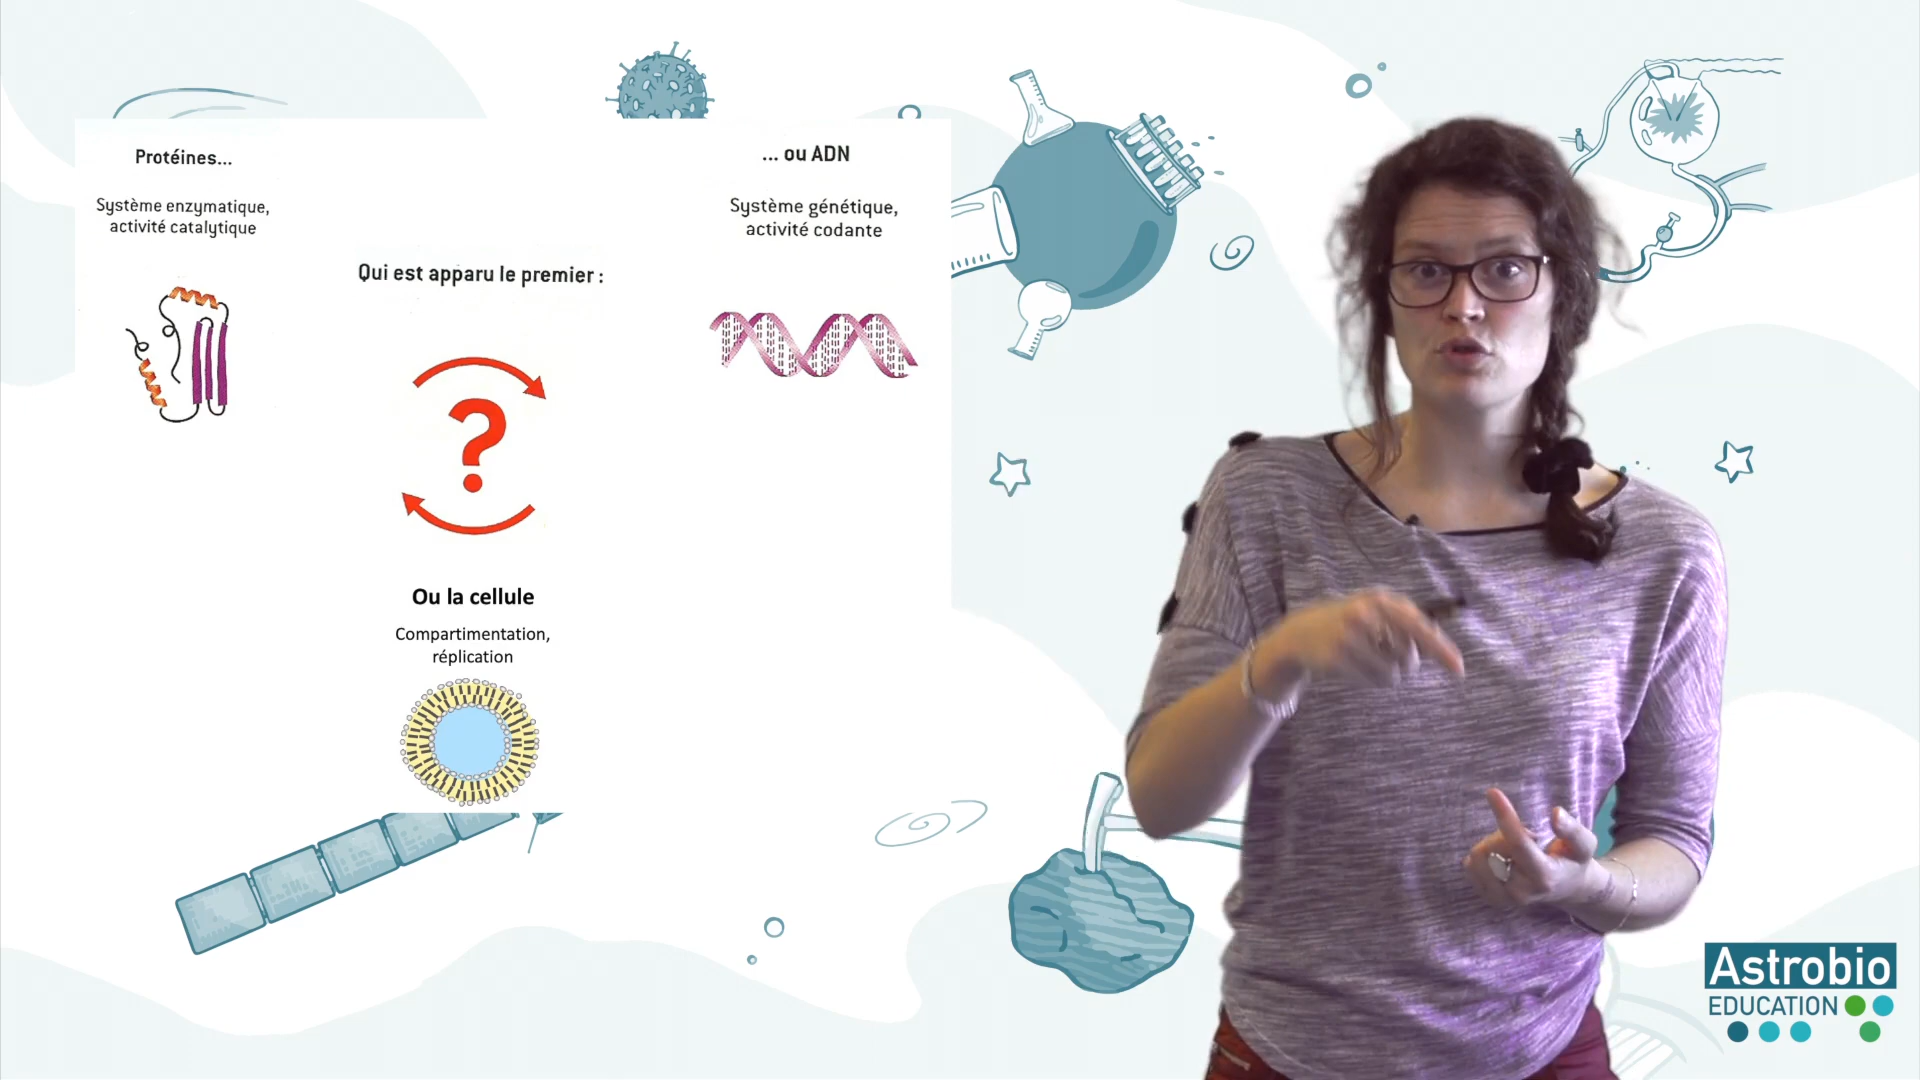 Protéines...
Système enzymatique,
activité catalytique
... ou ADN
Système génétique,
activité codante
Qui est apparu le premier :
?
Ou la cellule
Compartimentation,
réplication
Astrobio
EDUCATION